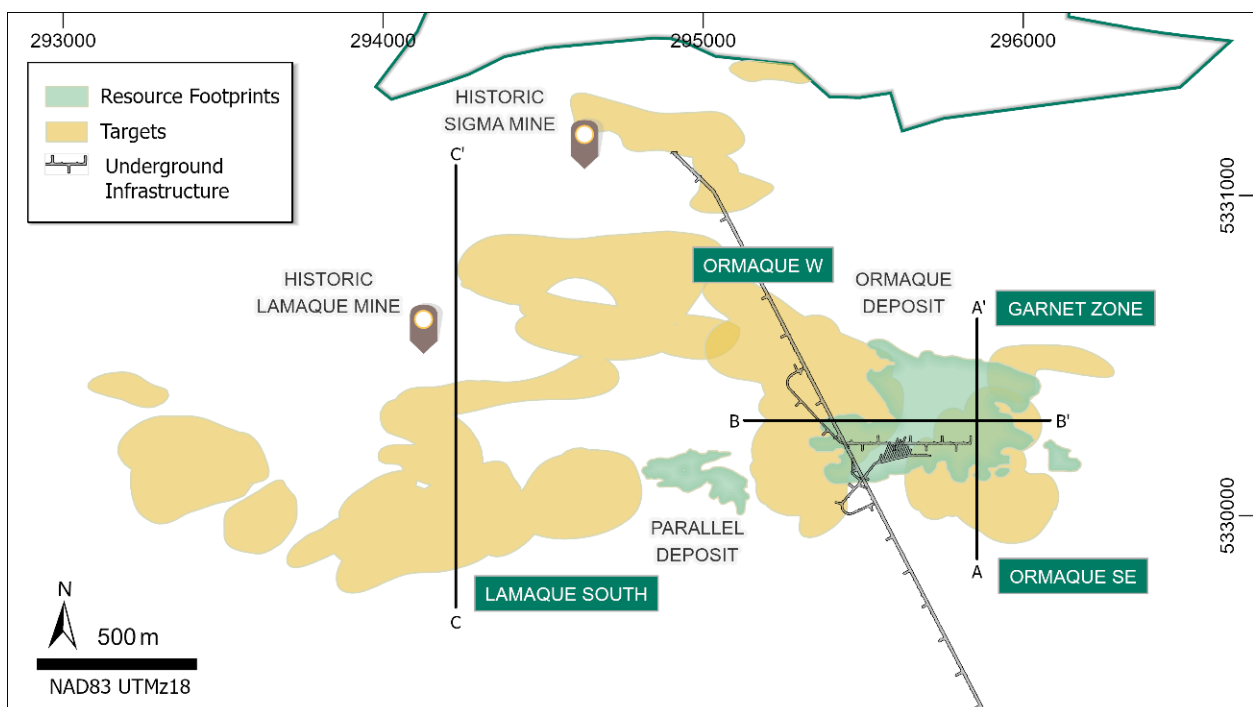 293000
294000
295000
296000
Resource Footprints
Targets
Underground
Infrastructure
HISTORIC
SIGMA MINE
C'
5331000
HISTORIC
LAMAQUE MINE
ORMAQUE W
ORMAQUE
DEPOSIT
A'
GARNET ZONE
B
B'
5330000
PARALLEL
DEPOSIT
A
ORMAQUE SE
LAMAQUE SOUTH
C
N
500 m
NAD83 UTMz18